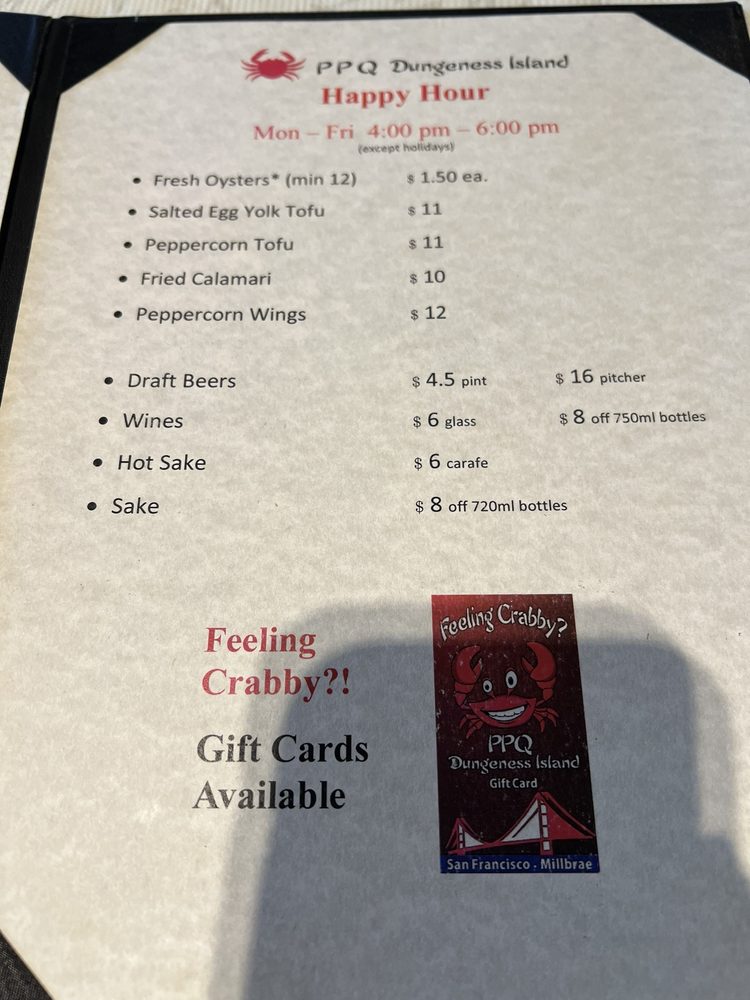 PPQ Dungeness Island
Happy Hour
Mon – Fri 4:00 pm – 6:00 pm
(except holidays)
• Fresh Oysters* (min 12) $ 1.50 ea.
• Salted Egg Yolk Tofu $ 11
• Peppercorn Tofu $ 11
• Fried Calamari $ 10
• Peppercorn Wings $ 12
• Draft Beers $ 4.5 pint $ 16 pitcher
• Wines $ 6 glass $ 8 off 750ml bottles
• Hot Sake $ 6 carafe
• Sake $ 8 off 720ml bottles
Feeling
Crabby?!
Gift Cards
Available
Feeling Crabby?
PPQ
Dungeness Island
Gift Card
San Francisco . Millbrae